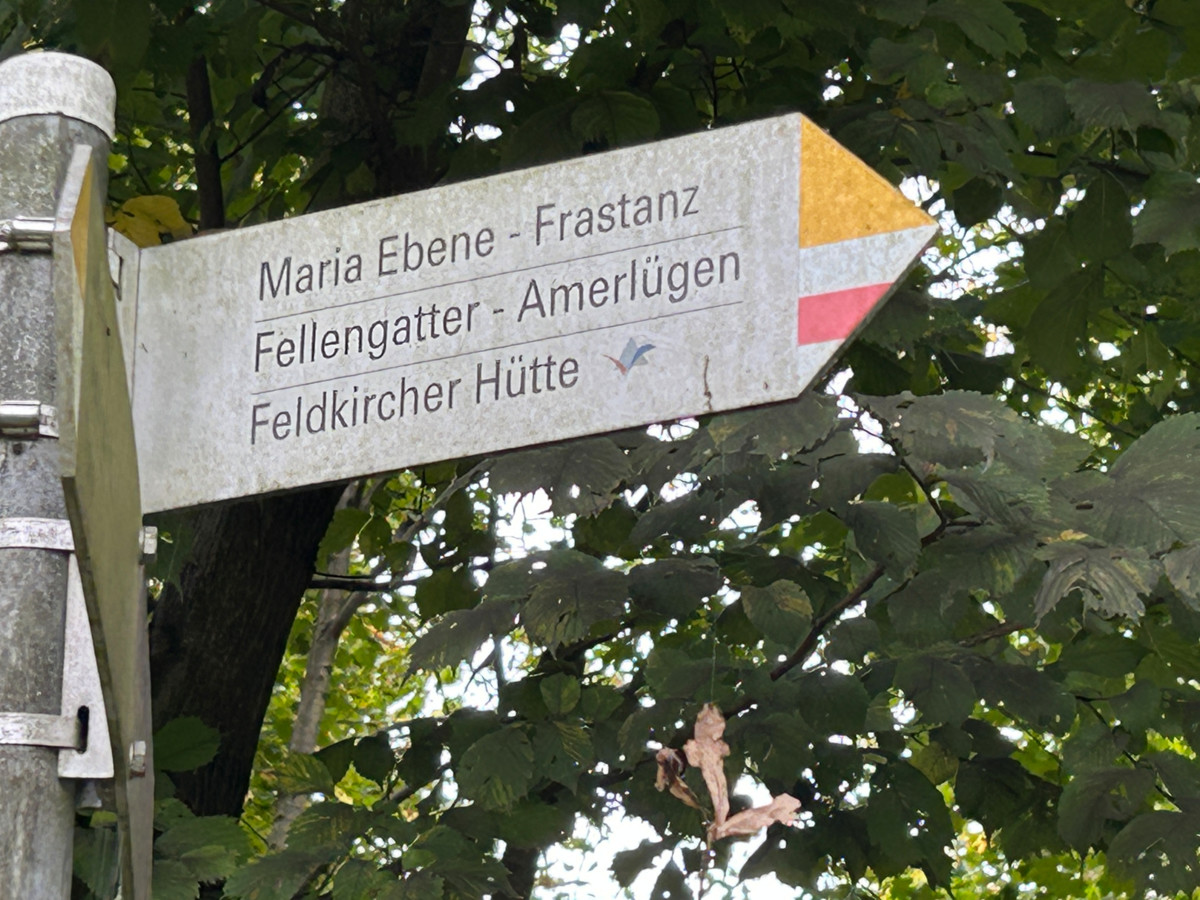 Maria Ebene - Frastanz
Fellengatter - Amerlügen
Feldkircher Hütte